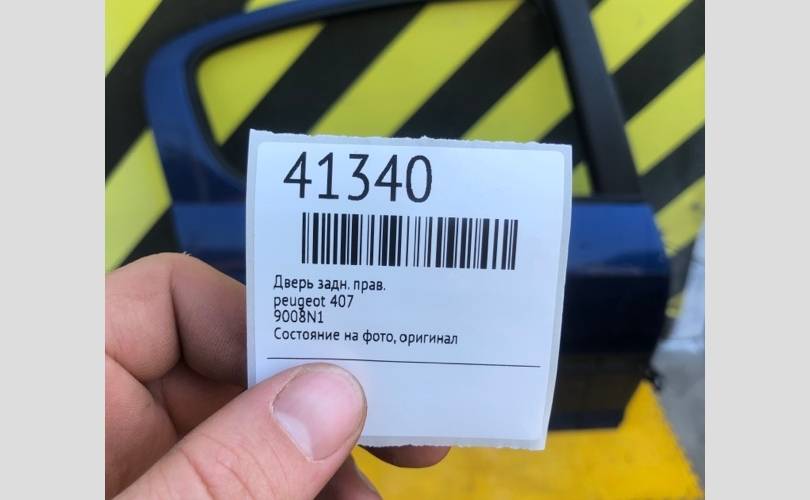 41340
Дверь задн. прав.
peugeot 407
9008N1
Состояние на фото, оригинал